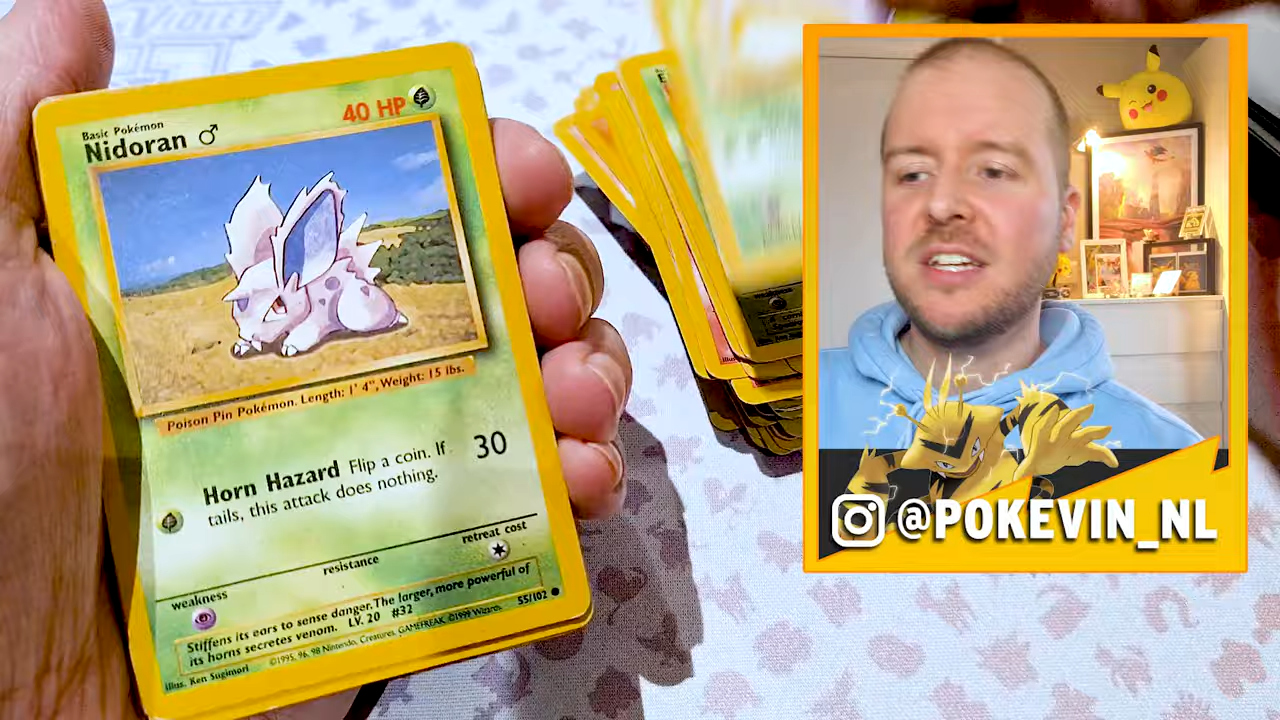 Basic Pokémon
Nidoran ♂
40 HP
Poison Pin Pokémon. Length: 1' 4", Weight: 15 lbs.
Horn Hazard Flip a coin. If
tails, this attack does nothing.
30
weakness
resistance
retreat cost
Stiffens its ears to sense danger. The larger, more powerful of
its horns secretes venom. LV. 20 #32
Illus. Ken Sugimori
©1995, 96, 98 Nintendo, Creatures, GAMEFREAK. ©1999 Wizards.
55/102
@POKEVIN_NL